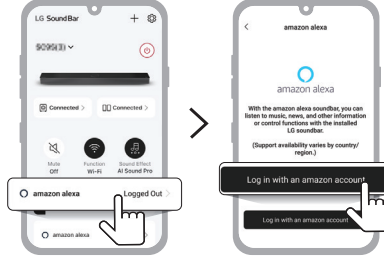 LG Sound Bar
Connected >
Connected >
Mute
Off
Function
Wi-Fi
Sound Effect
AI Sound Pro
amazon alexa
Logged Out >
amazon alexa
>
< amazon alexa
amazon alexa
With the amazon alexa soundbar, you can
listen to music, news, and other information
or control functions with the installed
LG soundbar.
(Support availability varies by country/
region.)
Log in with an amazon account
Log in with an amazon account